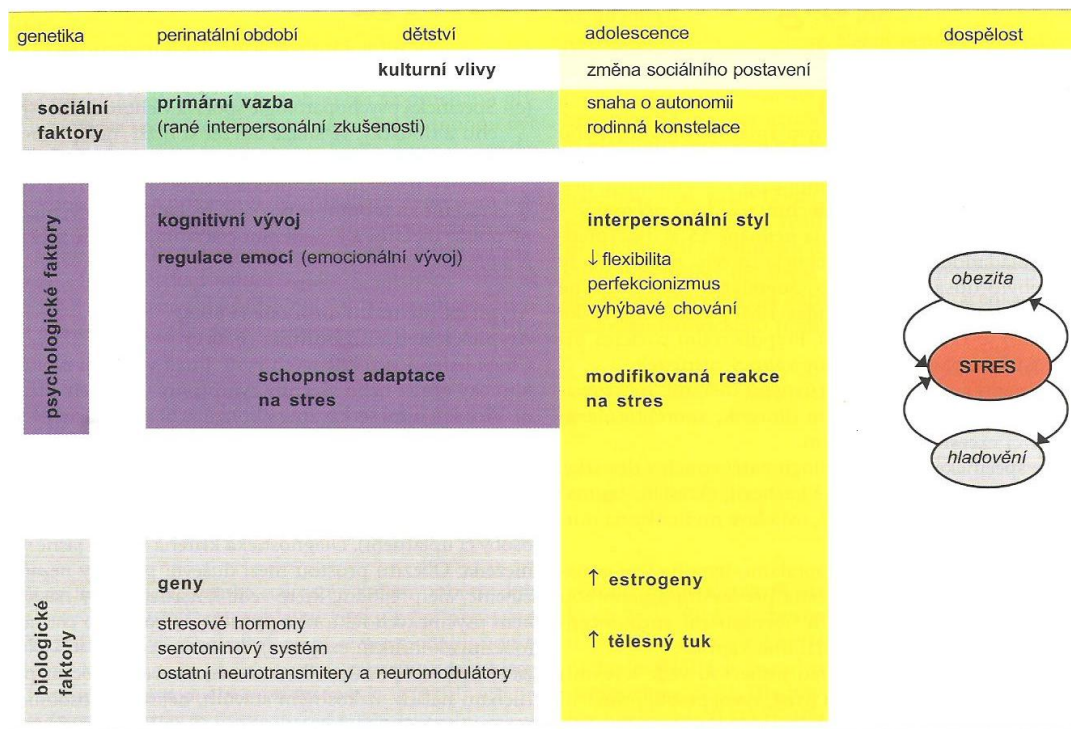 genetika
perinatální období
dětství
adolescence
dospělost
kulturní vlivy
změna sociálního postavení
sociální
faktory
primární vazba
(rané interpersonální zkušenosti)
snaha o autonomii
rodinná konstelace
psychologické faktory
kognitivní vývoj
regulace emocí (emocionální vývoj)
schopnost adaptace
na stres
interpersonální styl
↓ flexibilita
perfekcionizmus
vyhýbavé chování
modifikovaná reakce
na stres
obezita
STRES
hladovění
biologické
faktory
geny
stresové hormony
serotoninový systém
ostatní neurotransmitery a neuromodulátory
↑ estrogeny
↑ tělesný tuk